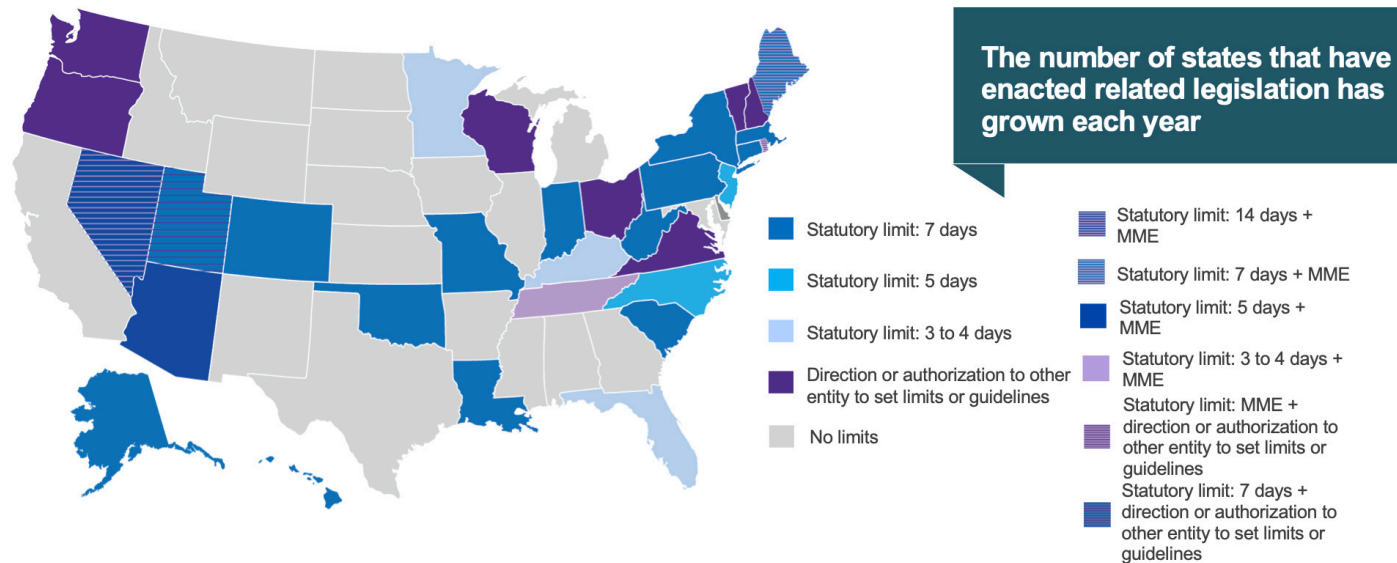 The number of states that have
enacted related legislation has
grown each year
Statutory limit: 7 days
Statutory limit: 5 days
Statutory limit: 3 to 4 days
Direction or authorization to other
entity to set limits or guidelines
No limits
Statutory limit: 14 days +
MME
Statutory limit: 7 days + MME
Statutory limit: 5 days +
MME
Statutory limit: 3 to 4 days +
MME
Statutory limit: MME +
direction or authorization to
other entity to set limits or
guidelines
Statutory limit: 7 days +
direction or authorization to
other entity to set limits or
guidelines